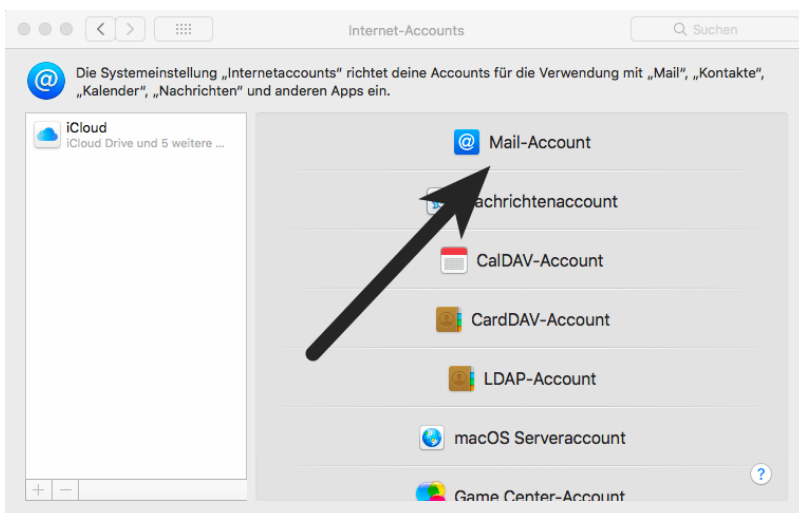 Internet-Accounts
Suchen
Die Systemeinstellung „Internetaccounts“ richtet deine Accounts für die Verwendung mit „Mail“, „Kontakte“,
„Kalender“, „Nachrichten“ und anderen Apps ein.
iCloud
iCloud Drive und 5 weitere ...
Mail-Account
achrichtenaccount
CalDAV-Account
CardDAV-Account
LDAP-Account
macOS Serveraccount
Game Center-Account
?